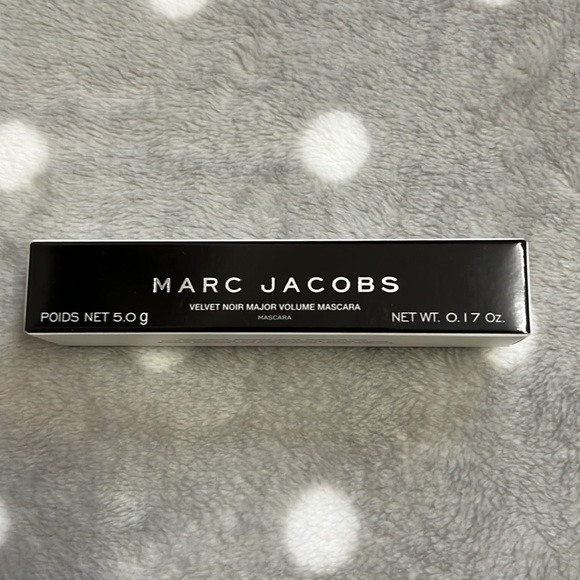 MARC JACOBS
VELVET NOIR MAJOR VOLUME MASCARA
MASCARA
POIDS NET 5.0 g
NET WT. 0.17 Oz.